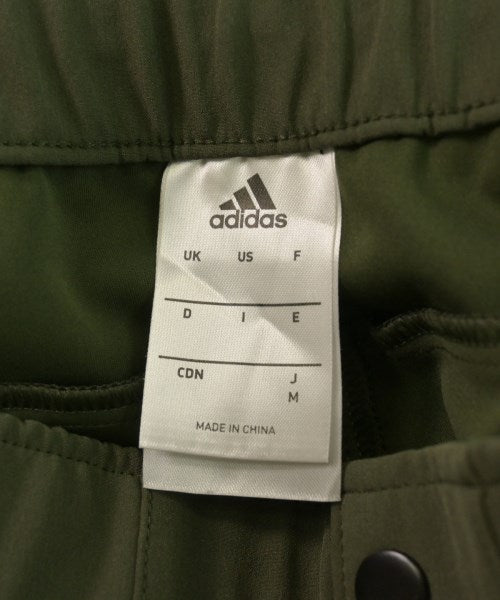 adidas
UK US F
D I E
CDN J
M
MADE IN CHINA